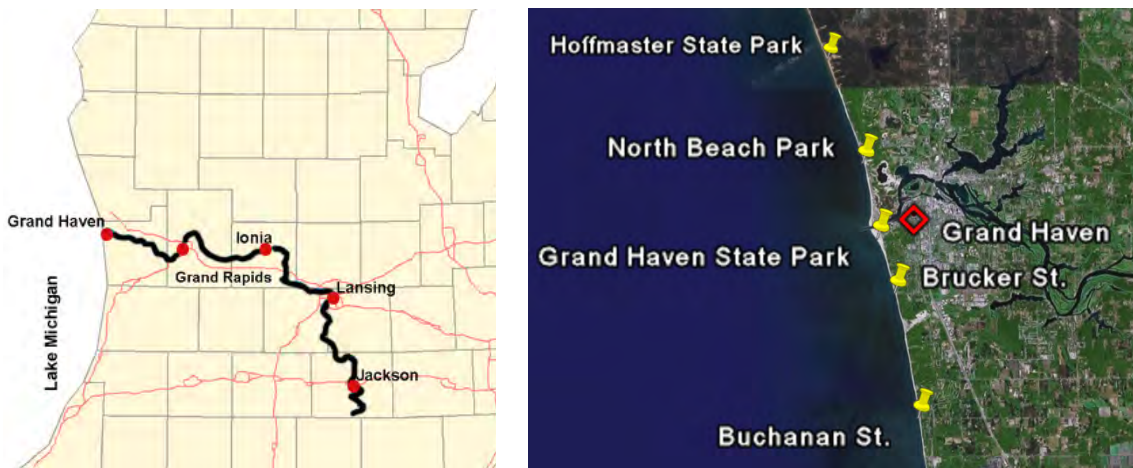 Grand Haven
Ionia
Grand Rapids
Lansing
Jackson
Lake Michigan
Hoffmaster State Park
North Beach Park
Grand Haven
Grand Haven State Park
Brucker St.
Buchanan St.